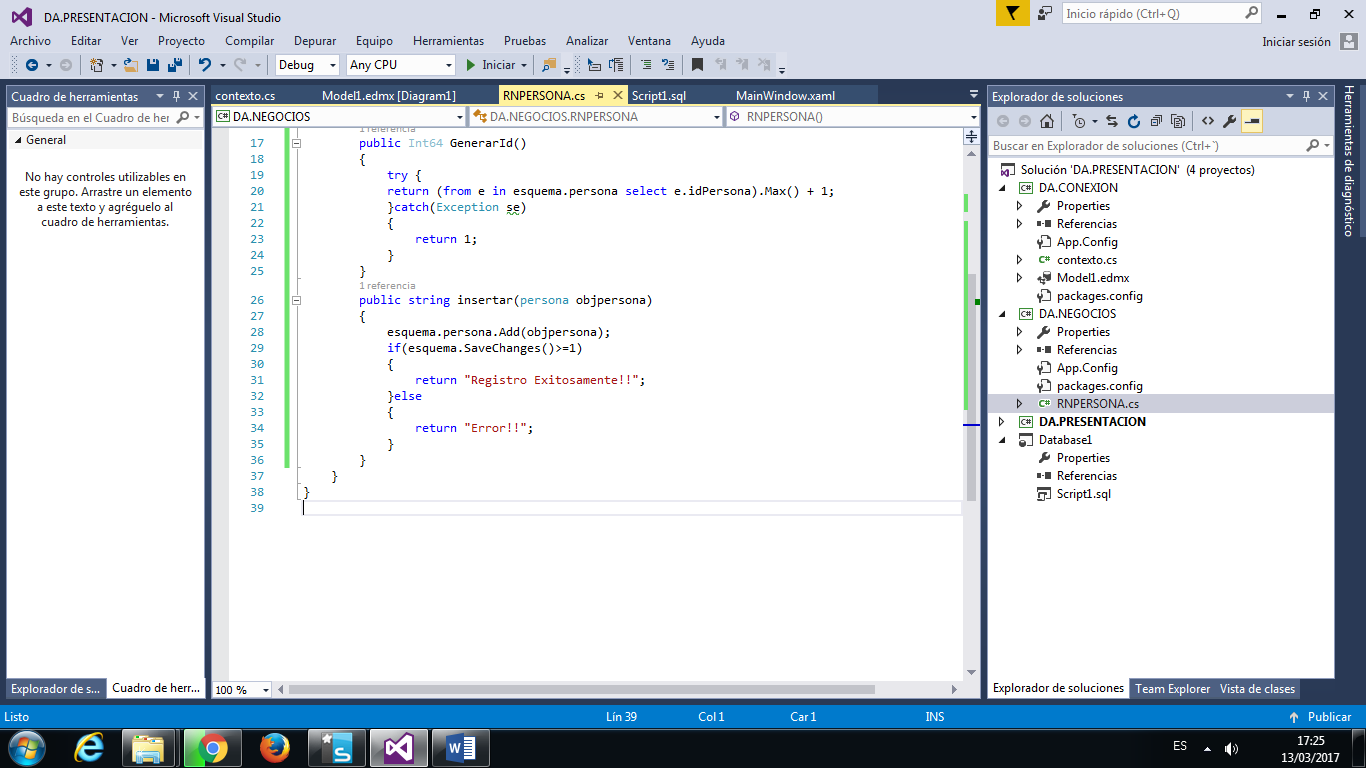 DA.PRESENTACION - Microsoft Visual Studio
Inicio rápido (Ctrl+Q)
Archivo Editar Ver Proyecto Compilar Depurar Equipo Herramientas Pruebas Analizar Ventana Ayuda
Iniciar sesión
Debug Any CPU Iniciar
Cuadro de herramientas
Búsqueda en el Cuadro de her
General
No hay controles utilizables en
este grupo. Arrastre un elemento
a este texto y agréguelo al
cuadro de herramientas.
Explorador de s... Cuadro de herr...
contexto.cs Model1.edmx [Diagram1] RNPERSONA.cs Script1.sql MainWindow.xaml
DA.NEGOCIOS DA.NEGOCIOS.RNPERSONA RNPERSONA()
1 referencia
17 public Int64 GenerarId()
18 {
19 try {
20 return (from e in esquema.persona select e.idPersona).Max() + 1;
21 }catch(Exception se)
22 {
23 return 1;
24 }
25 }
1 referencia
26 public string insertar(persona objpersona)
27 {
28 esquema.persona.Add(objpersona);
29 if(esquema.SaveChanges()>=1)
30 {
31 return "Registro Exitosamente!!";
32 }else
33 {
34 return "Error!!";
35 }
36 }
37 }
38 }
39
100 %
Explorador de soluciones
Buscar en Explorador de soluciones (Ctrl+`)
Solución 'DA.PRESENTACION' (4 proyectos)
DA.CONEXION
Properties
Referencias
App.Config
contexto.cs
Model1.edmx
packages.config
DA.NEGOCIOS
Properties
Referencias
App.Config
packages.config
RNPERSONA.cs
DA.PRESENTACION
Database1
Properties
Referencias
Script1.sql
Explorador de soluciones Team Explorer Vista de clases
Herramientas de diagnóstico
Listo Lín 39 Col 1 Car 1 INS Publicar
ES
17:25
13/03/2017